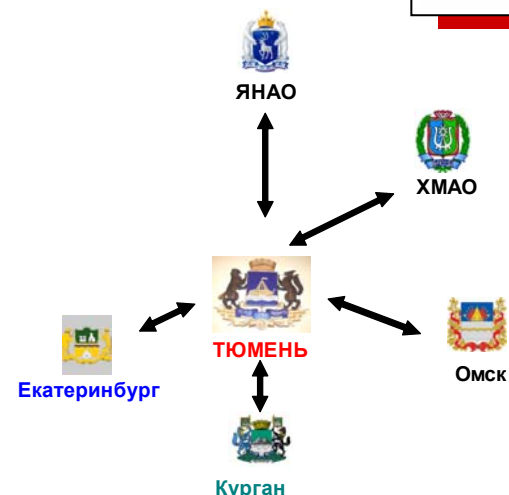 ЯНАО
ХМАО
ТЮМЕНЬ
Омск
Екатеринбург
Курган